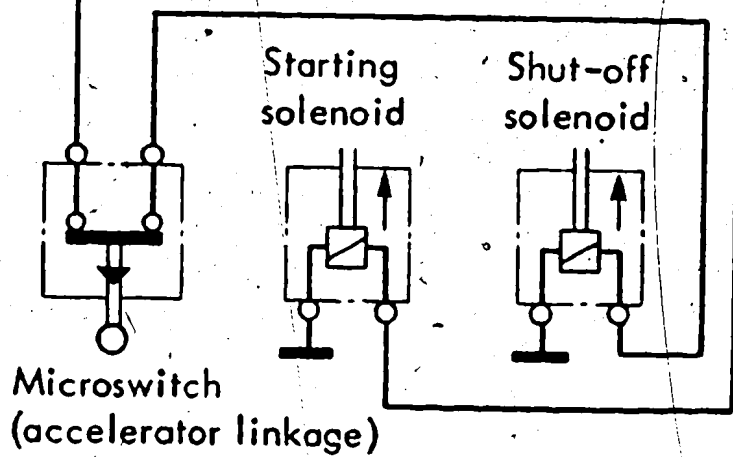 Starting
solenoid
Shut-off
solenoid
Microswitch
(accelerator linkage)